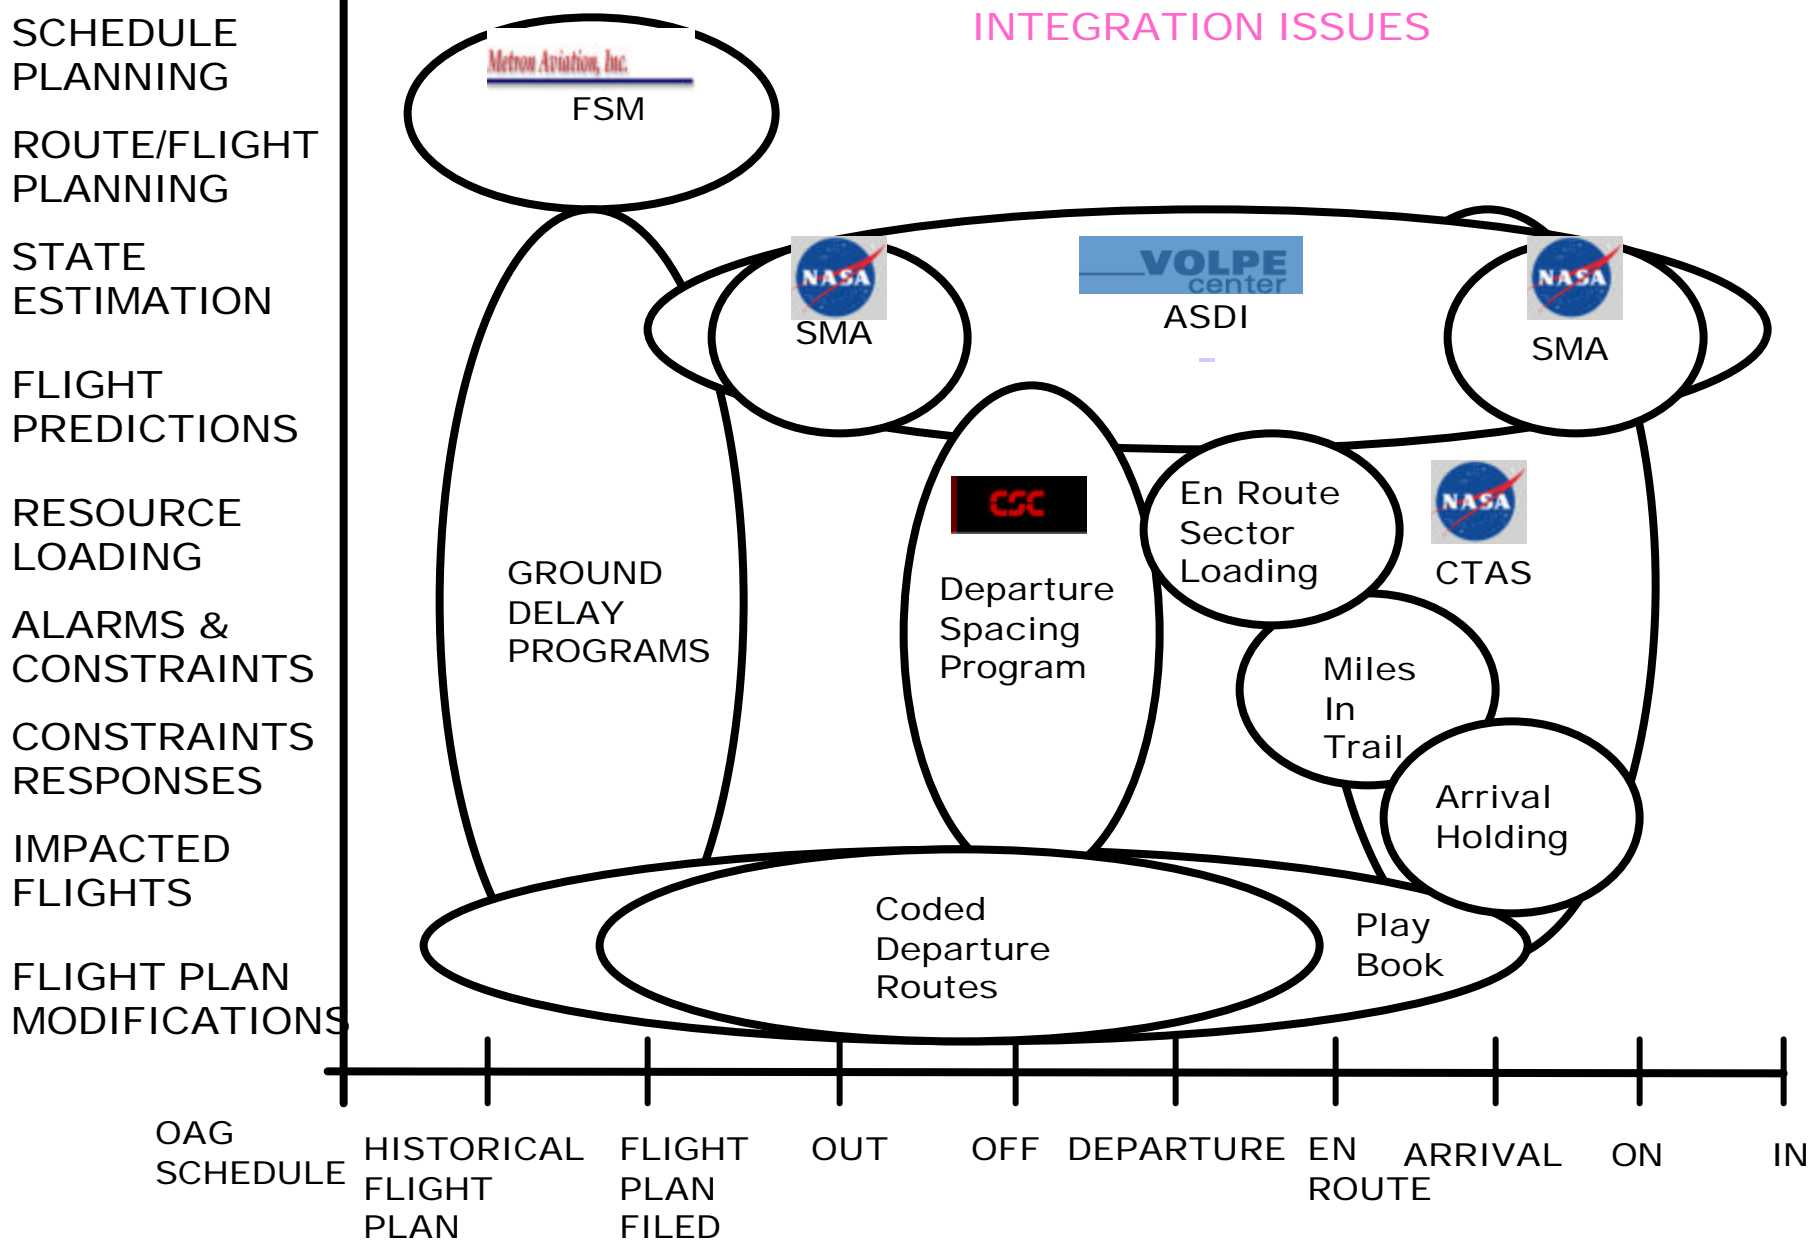 INTEGRATION ISSUES
SCHEDULE
PLANNING
ROUTE/FLIGHT
PLANNING
STATE
ESTIMATION
FLIGHT
PREDICTIONS
RESOURCE
LOADING
ALARMS &
CONSTRAINTS
CONSTRAINTS
RESPONSES
IMPACTED
FLIGHTS
FLIGHT PLAN
MODIFICATIONS
Metron Aviation, Inc.
FSM
NASA
SMA
VOLPE
center
ASDI
NASA
SMA
GROUND
DELAY
PROGRAMS
CSC
Departure
Spacing
Program
En Route
Sector
Loading
NASA
CTAS
Miles
In
Trail
Arrival
Holding
Coded
Departure
Routes
Play
Book
OAG
SCHEDULE
HISTORICAL
FLIGHT
PLAN
FLIGHT
PLAN
FILED
OUT
OFF
DEPARTURE
EN
ROUTE
ARRIVAL
ON
IN